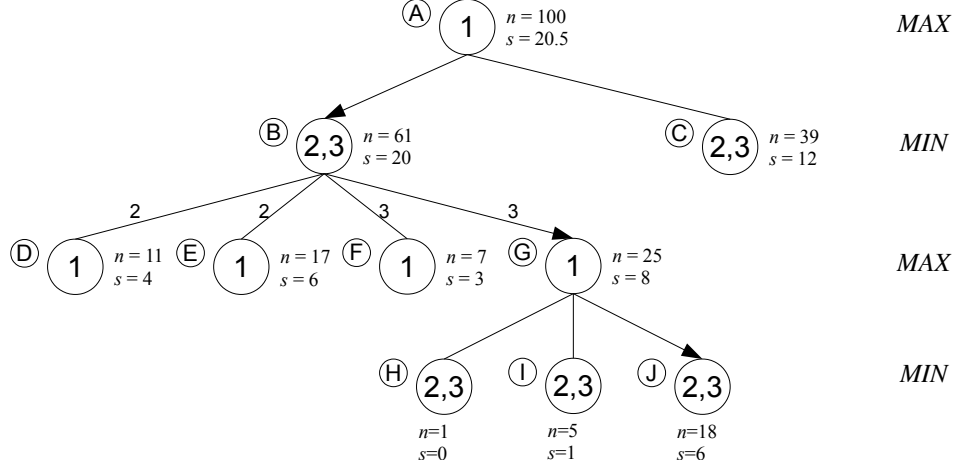 A 1 n = 100 MAX
s = 20.5
B 2,3 n = 61 C 2,3 n = 39 MIN
s = 20 s = 12
2 2 3 3
D 1 n = 11 E 1 n = 17 F 1 n = 7 G 1 n = 25 MAX
s = 4 s = 6 s = 3 s = 8
H 2,3 I 2,3 J 2,3 MIN
n=1 n=5 n=18
s=0 s=1 s=6